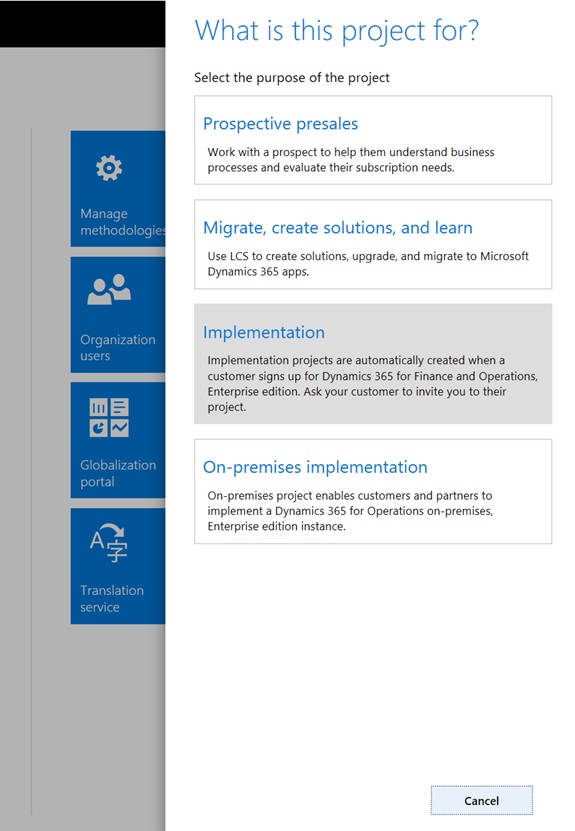 What is this project for?
Select the purpose of the project
Prospective presales
Work with a prospect to help them understand business
processes and evaluate their subscription needs.
Migrate, create solutions, and learn
Use LCS to create solutions, upgrade, and migrate to Microsoft
Dynamics 365 apps.
Implementation
Implementation projects are automatically created when a
customer signs up for Dynamics 365 for Finance and Operations,
Enterprise edition. Ask your customer to invite you to their
project.
On-premises implementation
On-premises project enables customers and partners to
implement a Dynamics 365 for Operations on-premises,
Enterprise edition instance.
Cancel
Manage
methodologies
Organization
users
Globalization
portal
A字
Translation
service